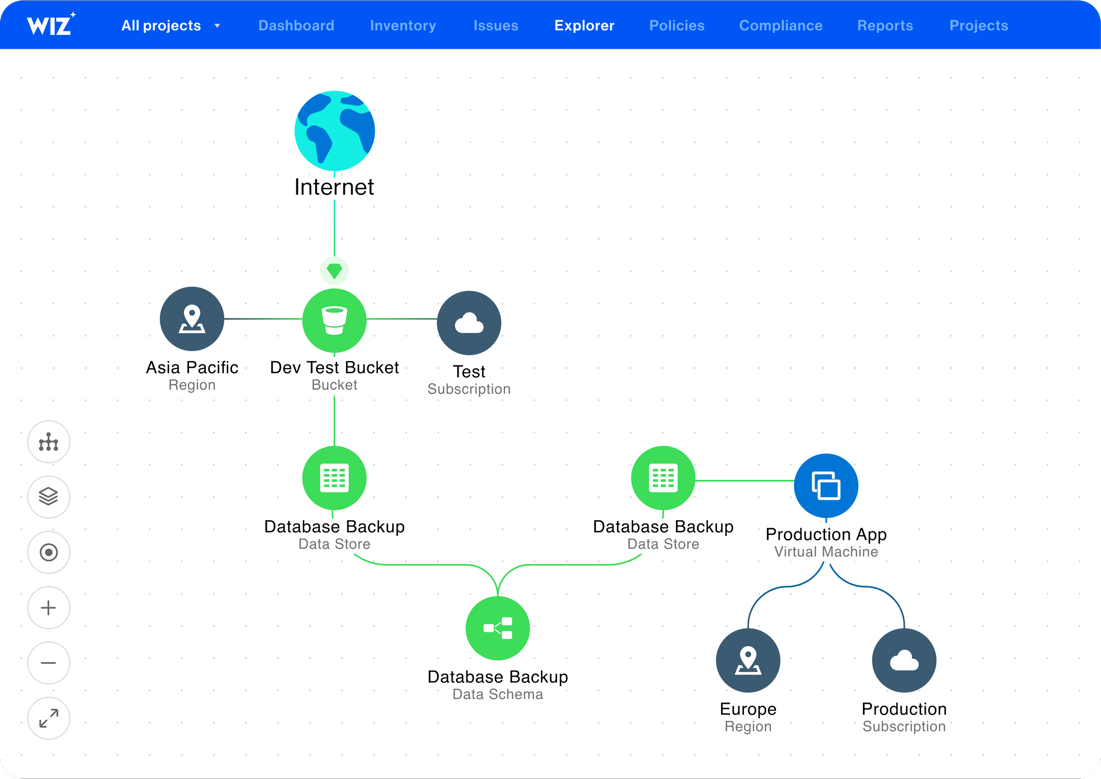 WIZ
All projects Dashboard Inventory Issues Explorer Policies Compliance Reports Projects
Internet
Asia Pacific
Region
Dev Test Bucket
Bucket
Test
Subscription
Database Backup
Data Store
Database Backup
Data Store
Production App
Virtual Machine
Database Backup
Data Schema
Europe
Region
Production
Subscription